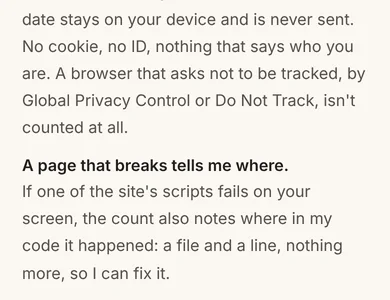 date stays on your device and is never sent.
No cookie, no ID, nothing that says who you
are. A browser that asks not to be tracked, by
Global Privacy Control or Do Not Track, isn't
counted at all.
A page that breaks tells me where.
If one of the site's scripts fails on your
screen, the count also notes where in my
code it happened: a file and a line, nothing
more, so I can fix it.